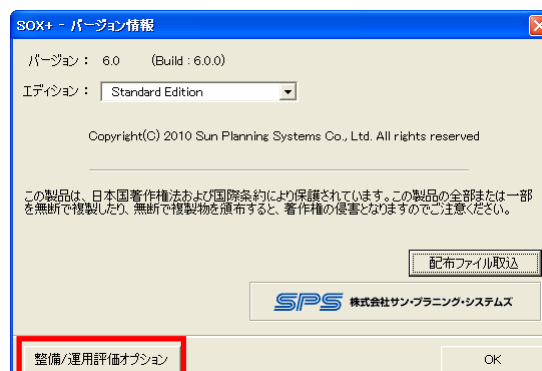 SOX+ - バージョン情報
バージョン： 6.0 (Build : 6.0.0)
エディション： Standard Edition
Copyright(C) 2010 Sun Planning Systems Co., Ltd. All rights reserved
この製品は、日本国著作権法および国際条約により保護されています。この製品の全部または一部
を無断で複製したり、無断で複製物を頒布すると、著作権の侵害となりますのでご注意ください。
配布ファイル取込
SPS 株式会社サン・プラニング・システムズ
整備/運用評価オプション
OK